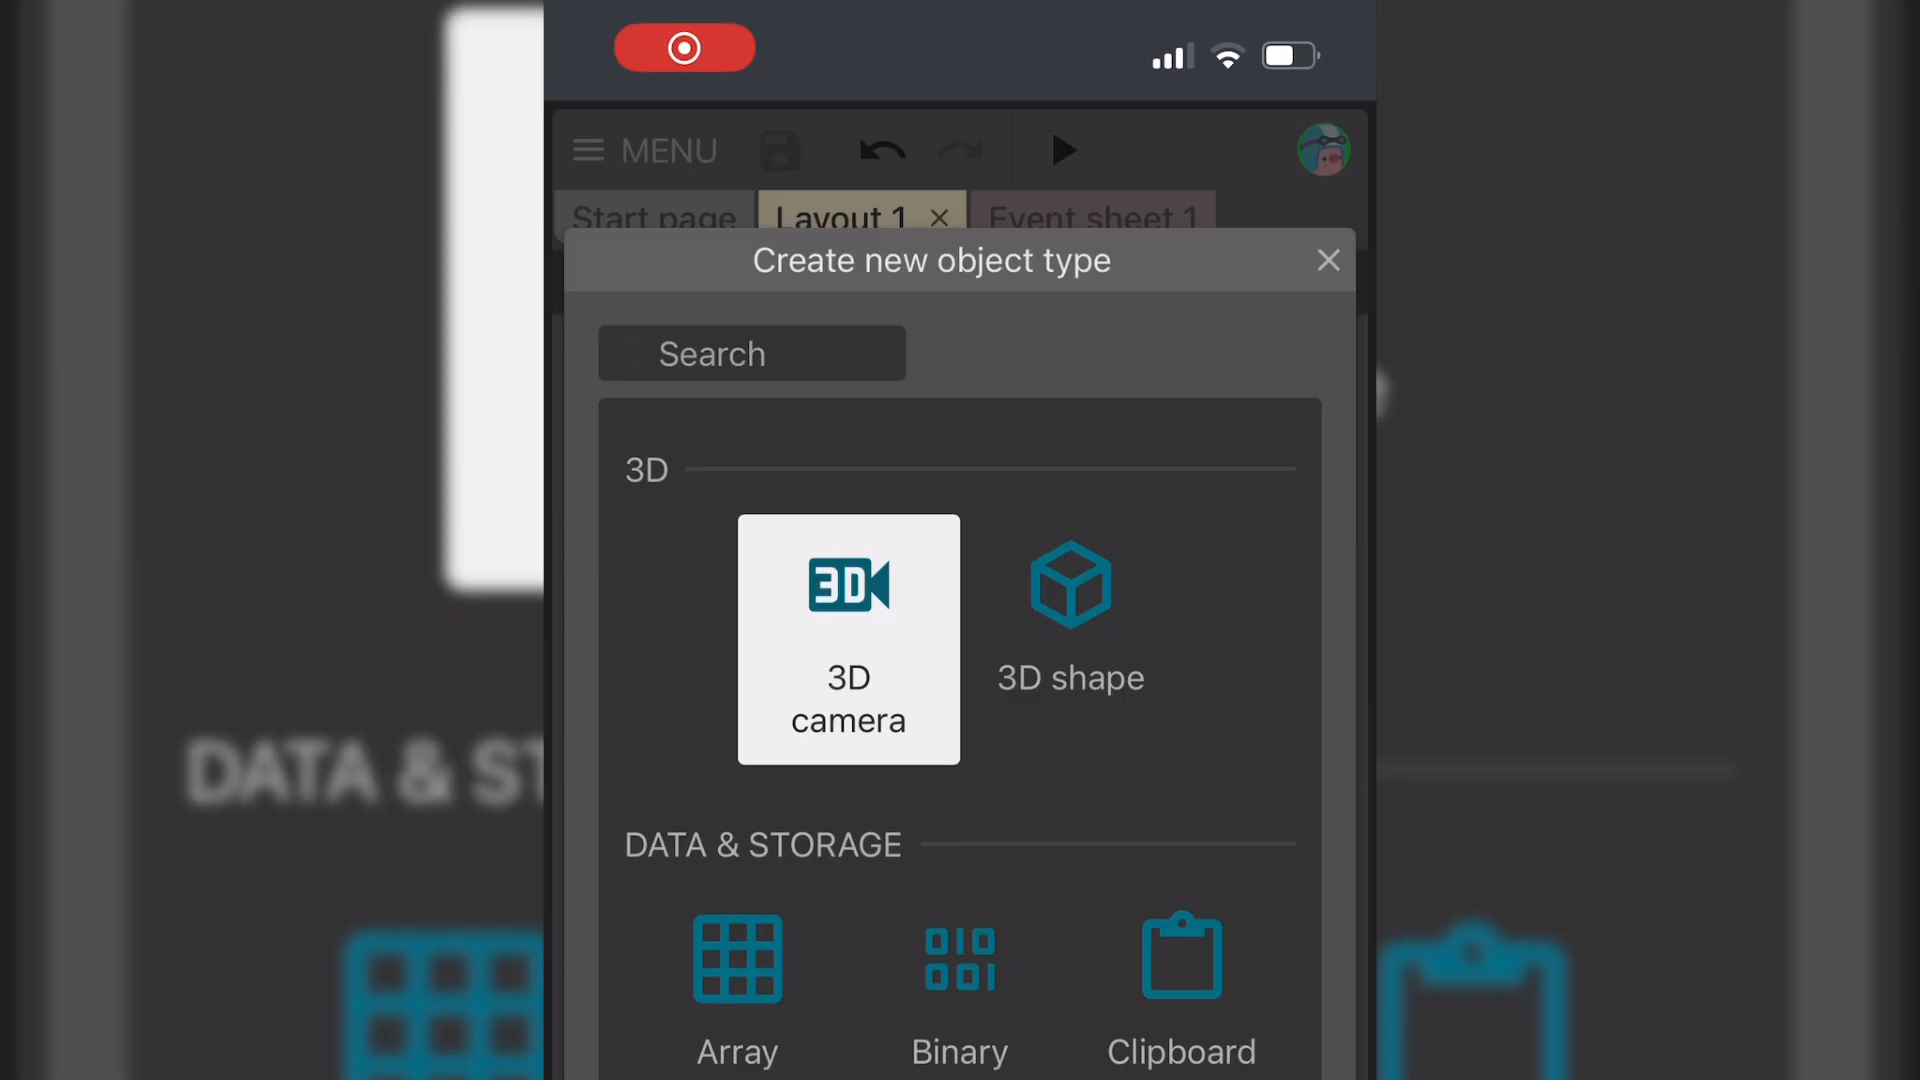 MENU
Start page Layout 1 Event sheet 1
Create new object type
Search
3D
3D
3D
camera
3D shape
DATA & ST
DATA & STORAGE
Array Binary Clipboard